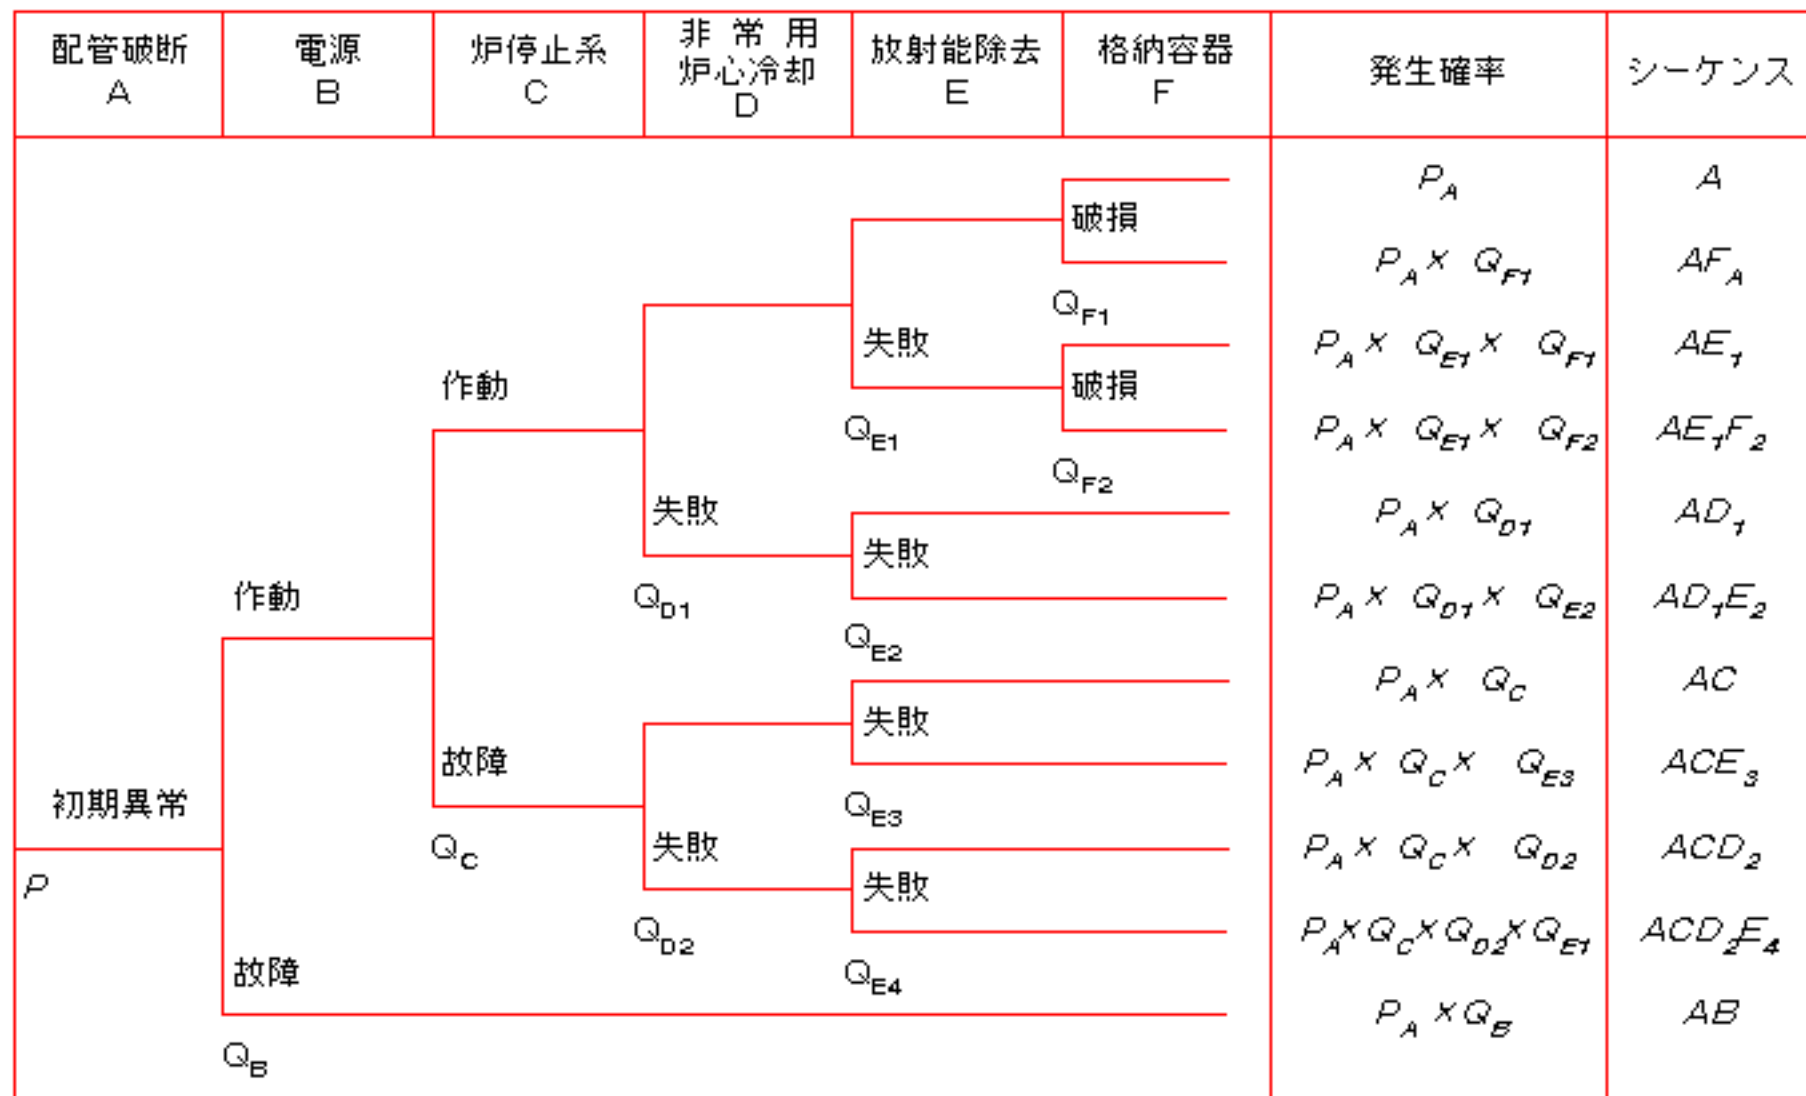 配管破断
A
電源
B
炉停止系
C
非常用
炉心冷却
D
放射能除去
E
格納容器
F
発生確率
シーケンス
P_A
A
破損
P_A× Q_F1
AF_A
Q_F1
失敗
P_A× Q_E1× Q_F1
AE_1
作動
破損
Q_E1
P_A× Q_E1× Q_F2
AE_1F_2
Q_F2
失敗
P_A× Q_D1
AD_1
失敗
作動
Q_D1
P_A× Q_D1× Q_E2
AD_1E_2
Q_E2
P_A× Q_C
AC
失敗
故障
P_A× Q_C× Q_E3
ACE_3
初期異常
Q_E3
Q_C
失敗
P_A× Q_C× Q_D2
ACD_2
P
失敗
Q_D2
P_A×Q_C×Q_D2×Q_E1
ACD_2E_4
故障
Q_E4
P_A×Q_B
AB
Q_B